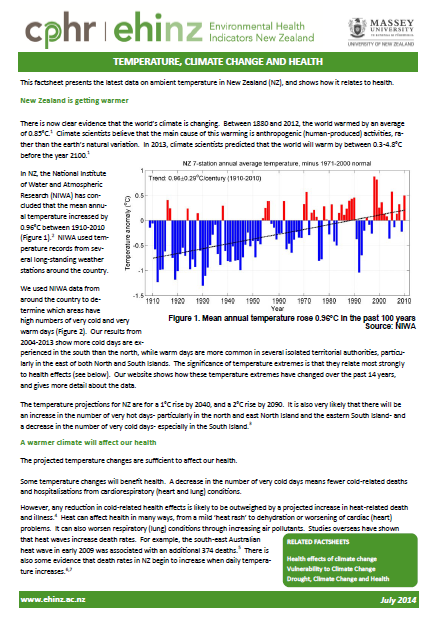 cphr | ehinz Environmental Health
Indicators New Zealand
MASSEY
UNIVERSITY
UNIVERSITY OF NEW ZEALAND
TEMPERATURE, CLIMATE CHANGE AND HEALTH
This factsheet presents the latest data on ambient temperature in New Zealand (NZ), and shows how it relates to health.
New Zealand is getting warmer
There is now clear evidence that the world's climate is changing. Between 1880 and 2012, the world warmed by an average
of 0.85°C.1 Climate scientists believe that the main cause of this warming is anthropogenic (human-produced) activities, ra-
ther than the earth's natural variation. In 2013, climate scientists predicted that the world will warm by between 0.3-4.8°C
before the year 2100.1
In NZ, the National Institute
of Water and Atmospheric
Research (NIWA) has con-
cluded that the mean annu-
al temperature increased by
0.96°C between 1910-2010
(Figure 1).2 NIWA used tem-
perature records from sev-
eral long-standing weather
stations around the country.
NZ 7-station annual average temperature, minus 1971-2000 normal
Trend: 0.96±0.29°C/century (1910-2010)
Temperature anomaly (°C)
1
0.5
0
-0.5
-1
-1.5
1910 1920 1930 1940 1950 1960 1970 1980 1990 2000 2010
Year
Figure 1. Mean annual temperature rose 0.96°C in the past 100 years
Source: NIWA
We used NIWA data from
around the country to de-
termine which areas have
high numbers of very cold and very
warm days (Figure 2). Our results from
2004-2013 show more cold days are ex-
perienced in the south than the north, while warm days are more common in several isolated territorial authorities, particu-
larly in the east of both North and South Islands. The significance of temperature extremes is that they relate most strongly
to health effects (see below). Our website shows how these temperature extremes have changed over the past 14 years,
and gives more detail about the data.
The temperature projections for NZ are for a 1°C rise by 2040, and a 2°C rise by 2090. It is also very likely that there will be
an increase in the number of very hot days- particularly in the north and east North Island and the eastern South Island- and
a decrease in the number of very cold days- especially in the South Island.3
A warmer climate will affect our health
The projected temperature changes are sufficient to affect our health.
Some temperature changes will benefit health. A decrease in the number of very cold days means fewer cold-related deaths
and hospitalisations from cardiorespiratory (heart and lung) conditions.
However, any reduction in cold-related health effects is likely to be outweighed by a projected increase in heat-related death
and illness.4 Heat can affect health in many ways, from a mild 'heat rash' to dehydration or worsening of cardiac (heart)
problems. It can also worsen respiratory (lung) conditions through increasing air pollutants. Studies overseas have shown
that heat waves increase death rates. For example, the south-east Australian
heat wave in early 2009 was associated with an additional 374 deaths.5 There is
also some evidence that death rates in NZ begin to increase when daily tempera-
ture increases.6,7
RELATED FACTSHEETS
Health effects of climate change
Vulnerability to Climate Change
Drought, Climate Change and Health
www.ehinz.ac.nz
July 2014